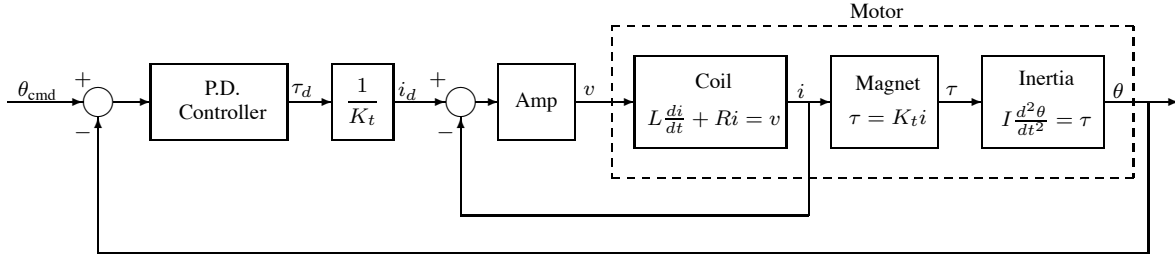 Motor
θ_cmd
+
−
P.D.
Controller
τ_d
1/K_t
i_d
+
−
Amp
v
Coil
L di/dt + Ri = v
i
Magnet
τ = K_t i
τ
Inertia
I d²θ/dt² = τ
θ